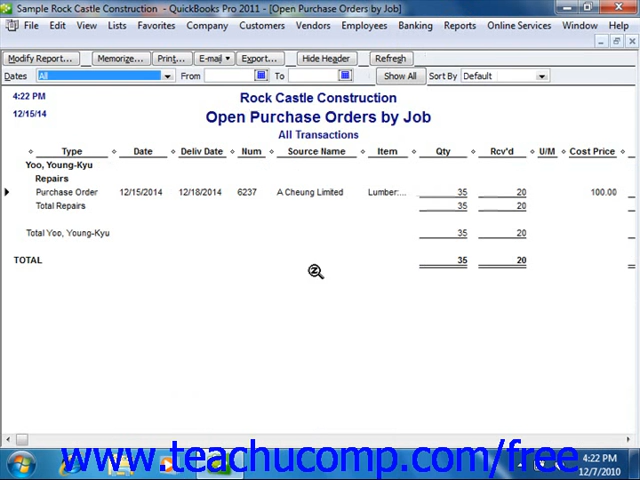 Sample Rock Castle Construction - QuickBooks Pro 2011 - [Open Purchase Orders by Job]
File Edit View Lists Favorites Company Customers Vendors Employees Banking Reports Online Services Window Help
Modify Report... Memorize... Print... E-mail Export... Hide Header Refresh
Dates All From To Show All Sort By Default
4:22 PM Rock Castle Construction
12/15/14 Open Purchase Orders by Job
All Transactions
Type Date Deliv Date Num Source Name Item Qty Rcv'd U/M Cost Price
Yoo, Young-Kyu
Repairs
Purchase Order 12/15/2014 12/18/2014 6237 A Cheung Limited Lumber:... 35 20 100.00
Total Repairs 35 20
Total Yoo, Young-Kyu 35 20
TOTAL 35 20
www.teachucomp.com/free
4:22 PM
12/7/2010